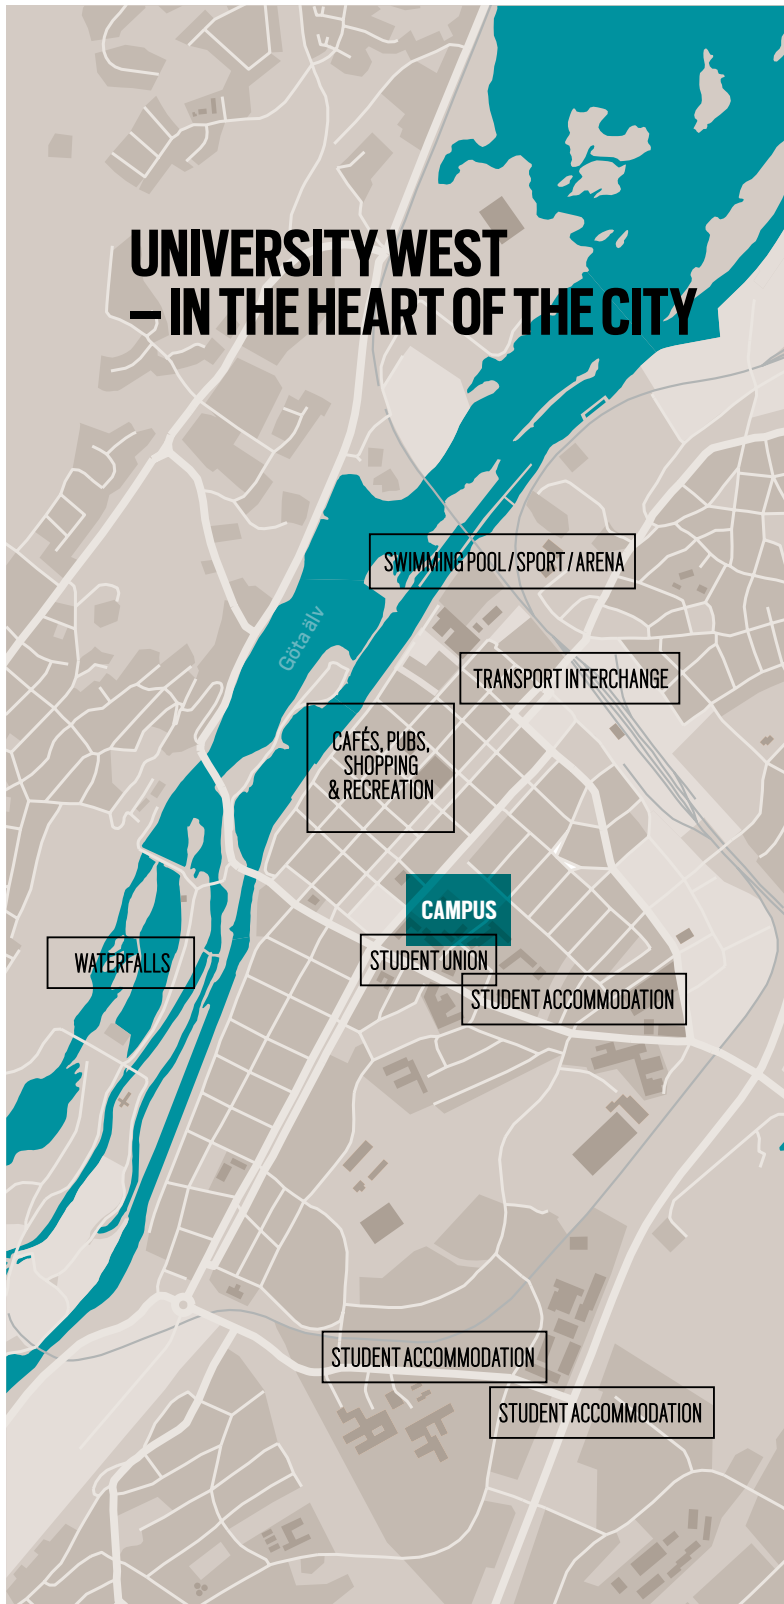 UNIVERSITY WEST
– IN THE HEART OF THE CITY
SWIMMING POOL / SPORT / ARENA
Göta älv
TRANSPORT INTERCHANGE
CAFÉS, PUBS,
SHOPPING
& RECREATION
CAMPUS
STUDENT UNION
WATERFALLS
STUDENT ACCOMMODATION
STUDENT ACCOMMODATION
STUDENT ACCOMMODATION